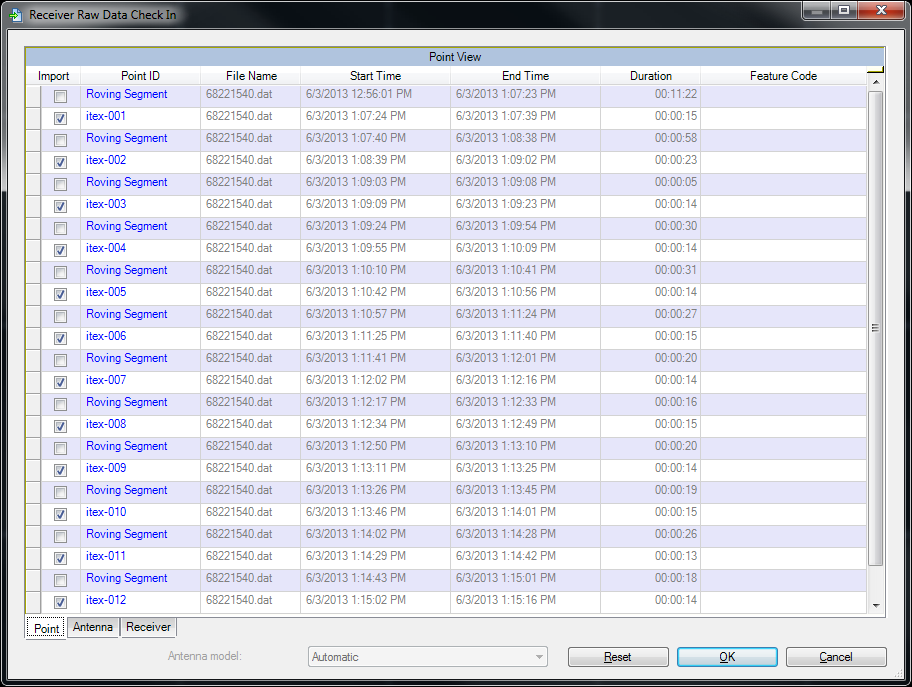 Receiver Raw Data Check In
Point View
Import Point ID File Name Start Time End Time Duration Feature Code
Roving Segment 68221540.dat 6/3/2013 12:56:01 PM 6/3/2013 1:07:23 PM 00:11:22
itex-001 68221540.dat 6/3/2013 1:07:24 PM 6/3/2013 1:07:39 PM 00:00:15
Roving Segment 68221540.dat 6/3/2013 1:07:40 PM 6/3/2013 1:08:38 PM 00:00:58
itex-002 68221540.dat 6/3/2013 1:08:39 PM 6/3/2013 1:09:02 PM 00:00:23
Roving Segment 68221540.dat 6/3/2013 1:09:03 PM 6/3/2013 1:09:08 PM 00:00:05
itex-003 68221540.dat 6/3/2013 1:09:09 PM 6/3/2013 1:09:23 PM 00:00:14
Roving Segment 68221540.dat 6/3/2013 1:09:24 PM 6/3/2013 1:09:54 PM 00:00:30
itex-004 68221540.dat 6/3/2013 1:09:55 PM 6/3/2013 1:10:09 PM 00:00:14
Roving Segment 68221540.dat 6/3/2013 1:10:10 PM 6/3/2013 1:10:41 PM 00:00:31
itex-005 68221540.dat 6/3/2013 1:10:42 PM 6/3/2013 1:10:56 PM 00:00:14
Roving Segment 68221540.dat 6/3/2013 1:10:57 PM 6/3/2013 1:11:24 PM 00:00:27
itex-006 68221540.dat 6/3/2013 1:11:25 PM 6/3/2013 1:11:40 PM 00:00:15
Roving Segment 68221540.dat 6/3/2013 1:11:41 PM 6/3/2013 1:12:01 PM 00:00:20
itex-007 68221540.dat 6/3/2013 1:12:02 PM 6/3/2013 1:12:16 PM 00:00:14
Roving Segment 68221540.dat 6/3/2013 1:12:17 PM 6/3/2013 1:12:33 PM 00:00:16
itex-008 68221540.dat 6/3/2013 1:12:34 PM 6/3/2013 1:12:49 PM 00:00:15
Roving Segment 68221540.dat 6/3/2013 1:12:50 PM 6/3/2013 1:13:10 PM 00:00:20
itex-009 68221540.dat 6/3/2013 1:13:11 PM 6/3/2013 1:13:25 PM 00:00:14
Roving Segment 68221540.dat 6/3/2013 1:13:26 PM 6/3/2013 1:13:45 PM 00:00:19
itex-010 68221540.dat 6/3/2013 1:13:46 PM 6/3/2013 1:14:01 PM 00:00:15
Roving Segment 68221540.dat 6/3/2013 1:14:02 PM 6/3/2013 1:14:28 PM 00:00:26
itex-011 68221540.dat 6/3/2013 1:14:29 PM 6/3/2013 1:14:42 PM 00:00:13
Roving Segment 68221540.dat 6/3/2013 1:14:43 PM 6/3/2013 1:15:01 PM 00:00:18
itex-012 68221540.dat 6/3/2013 1:15:02 PM 6/3/2013 1:15:16 PM 00:00:14
Point Antenna Receiver
Antenna model: Automatic Reset OK Cancel